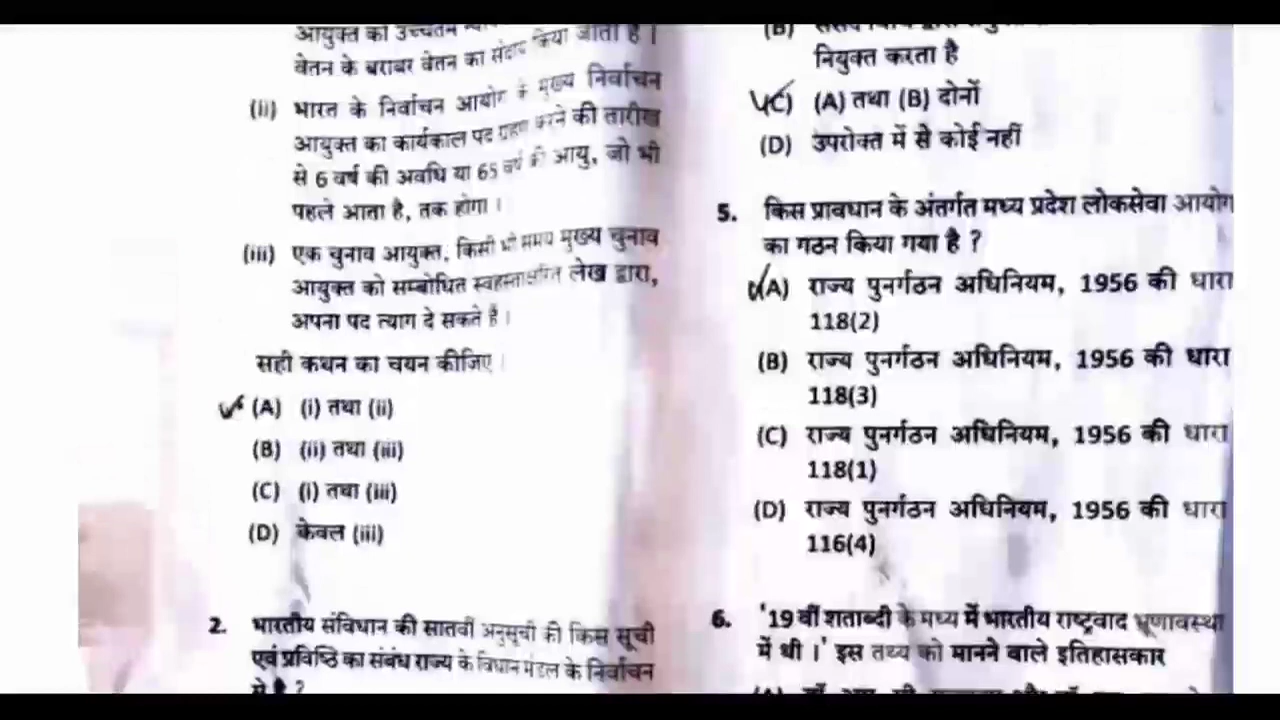 आयुक्त को उच्चतम
वेतन के बराबर वेतन का संदाय किया जाता है ।
(ii) भारत के निर्वाचन आयोग के मुख्य निर्वाचन
आयुक्त का कार्यकाल पद ग्रहण करने की तारीख
से 6 वर्ष की अवधि या 65 वर्ष की आयु, जो भी
पहले आता है, तक होगा ।
(iii) एक चुनाव आयुक्त, किसी भी समय मुख्य चुनाव
आयुक्त को सम्बोधित स्वहस्ताक्षरित लेख द्वारा,
अपना पद त्याग दे सकते है ।
सही कथन का चयन कीजिए ।
(A) (i) तथा (ii)
(B) (ii) तथा (iii)
(C) (i) तथा (iii)
(D) केवल (iii)
2. भारतीय संविधान की सातवीं अनुसूची की किस सूची
एवं प्रविष्ठि का संबंध राज्य के विधान मंडल के निर्वाचन
से है ?
(B)
नियुक्त करता है
(C) (A) तथा (B) दोनों
(D) उपरोक्त में से कोई नहीं
5. किस प्रावधान के अंतर्गत मध्य प्रदेश लोकसेवा आयोग
का गठन किया गया है ?
(A) राज्य पुनर्गठन अधिनियम, 1956 की धारा
118(2)
(B) राज्य पुनर्गठन अधिनियम, 1956 की धारा
118(3)
(C) राज्य पुनर्गठन अधिनियम, 1956 की धारा
118(1)
(D) राज्य पुनर्गठन अधिनियम, 1956 की धारा
116(4)
6. '19 वीं शताब्दी के मध्य में भारतीय राष्ट्रवाद भ्रूणावस्था
में थी ।' इस तथ्य को मानने वाले इतिहासकार